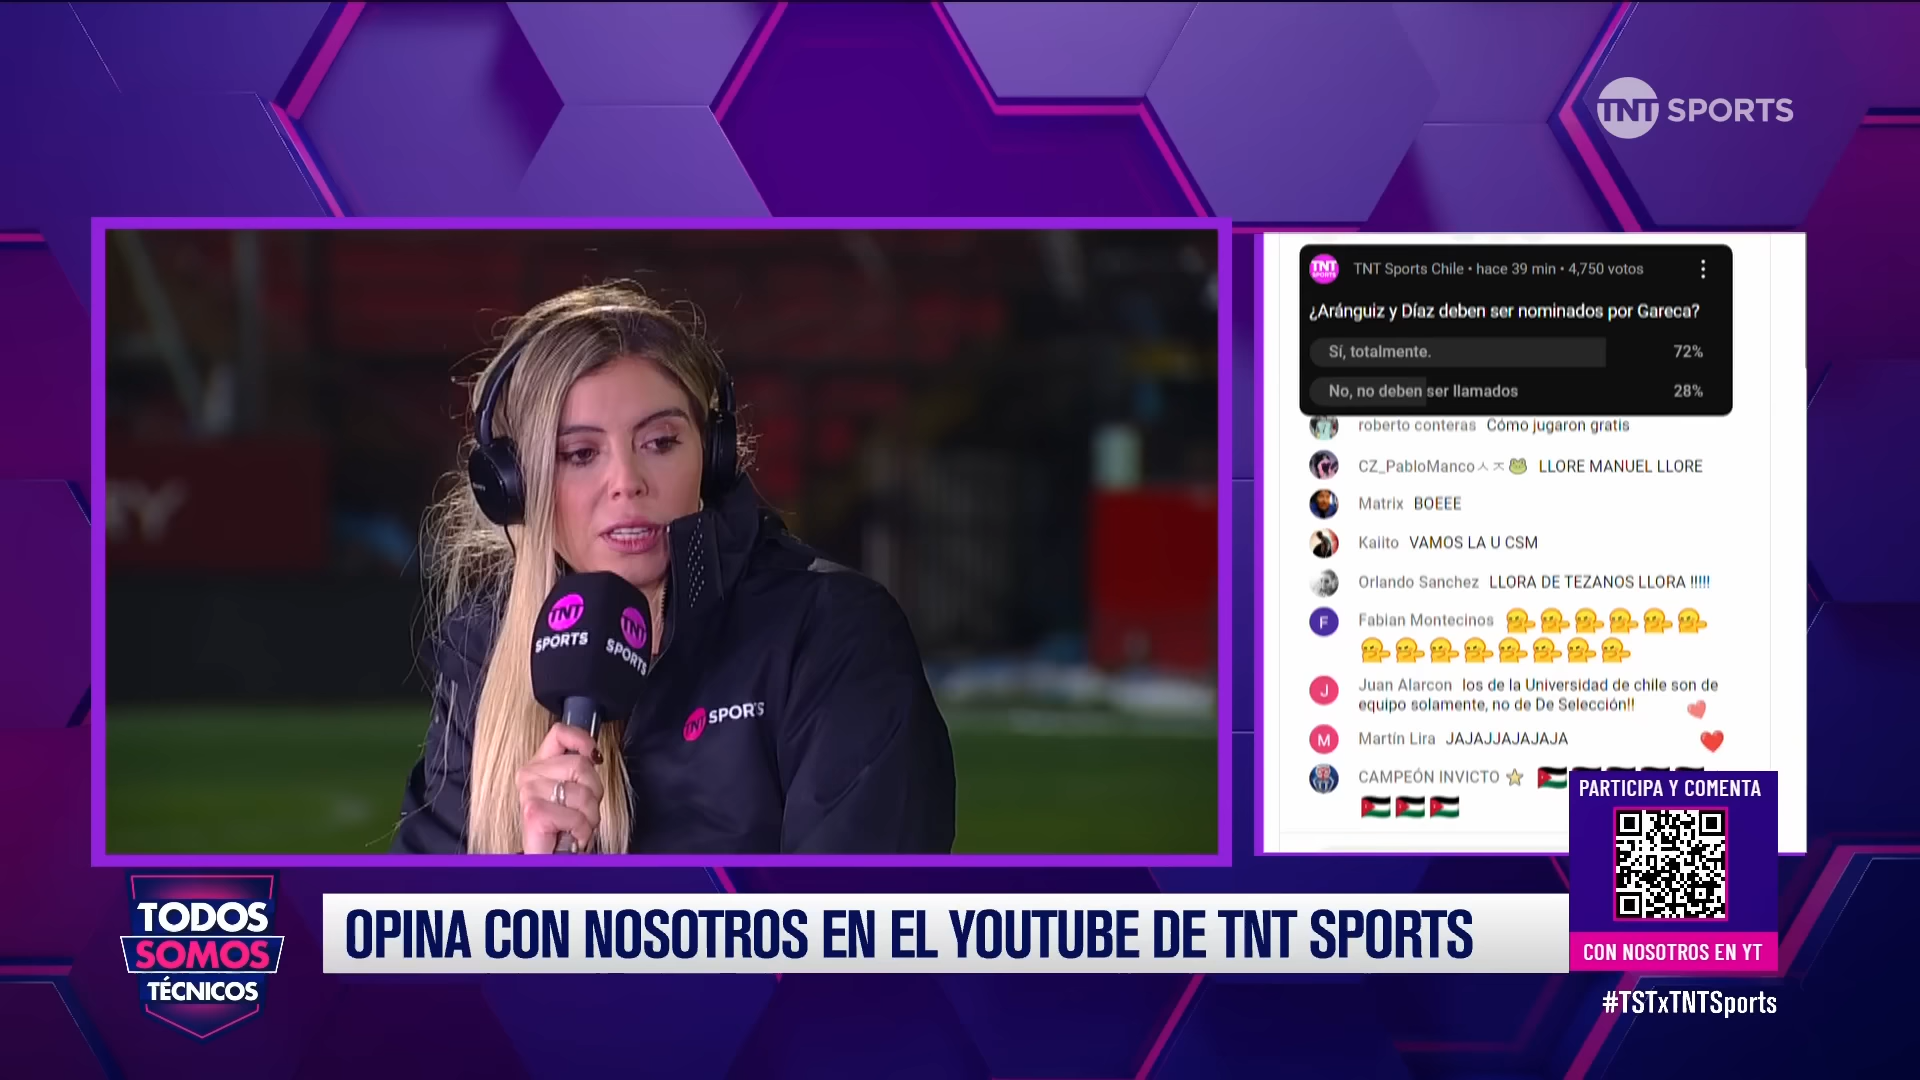 TNT SPORTS
TNT Sports Chile • hace 39 min • 4,750 votos
¿Aránguiz y Díaz deben ser nominados por Gareca?
Sí, totalmente. 72%
No, no deben ser llamados 28%
roberto conteras Cómo jugaron gratis
CZ_PabloMancoㅅㅈ🐸 LLORE MANUEL LLORE
Matrix BOEEE
Kaiito VAMOS LA U CSM
Orlando Sanchez LLORA DE TEZANOS LLORA !!!!!
F Fabian Montecinos
J Juan Alarcon los de la Universidad de chile son de
equipo solamente, no de De Selección!!
M Martín Lira JAJAJJAJAJAJA
CAMPEÓN INVICTO ⭐
TNT SPORTS
TNT SPORTS
TNT SPORTS
PARTICIPA Y COMENTA
CON NOSOTROS EN YT
#TSTxTNTSports
TODOS
SOMOS
TÉCNICOS
OPINA CON NOSOTROS EN EL YOUTUBE DE TNT SPORTS